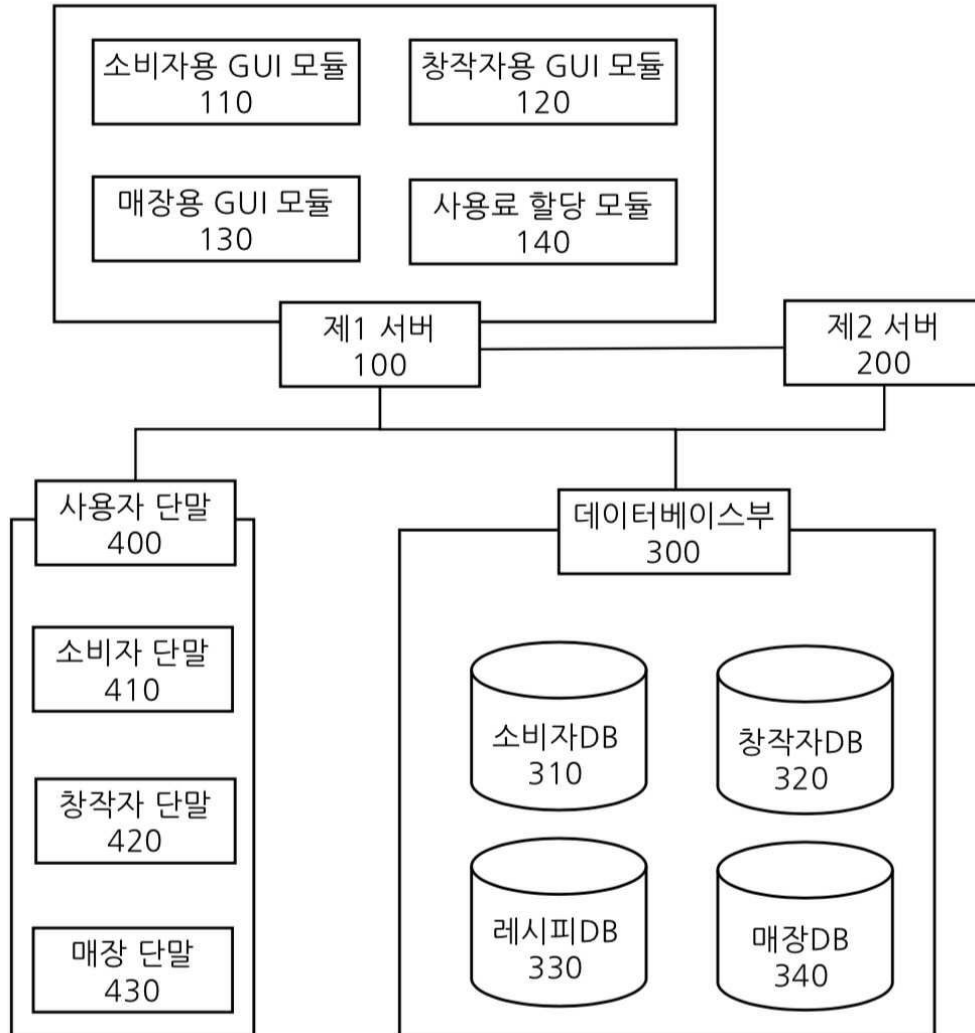 소비자용 GUI 모듈
110
창작자용 GUI 모듈
120
매장용 GUI 모듈
130
사용료 할당 모듈
140
제1 서버
100
제2 서버
200
사용자 단말
400
데이터베이스부
300
소비자 단말
410
창작자 단말
420
매장 단말
430
소비자DB
310
창작자DB
320
레시피DB
330
매장DB
340